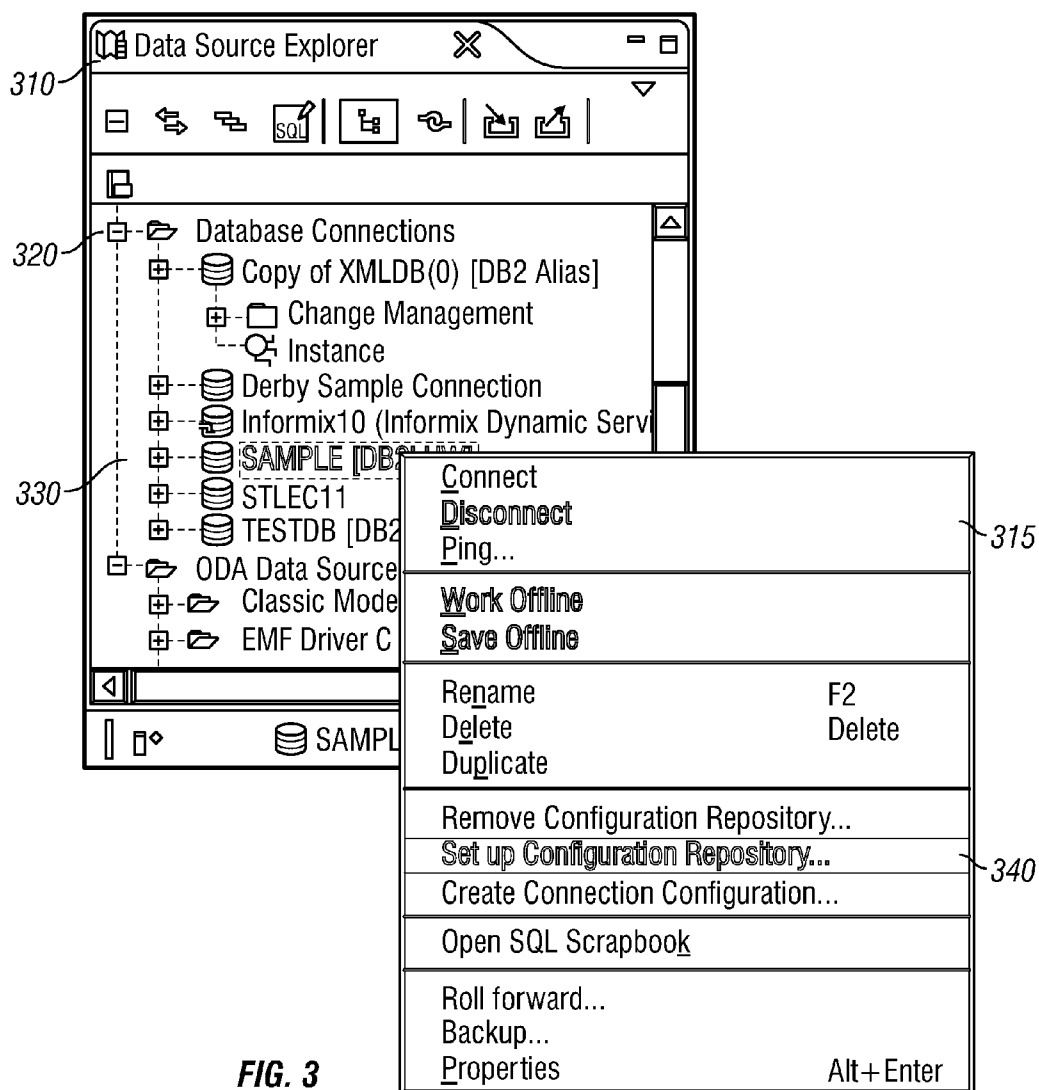 Data Source Explorer
310
SQL
320
Database Connections
Copy of XMLDB(0) [DB2 Alias]
Change Management
Instance
Derby Sample Connection
Informix10 (Informix Dynamic Servi
330
SAMPLE [DB2LUW]
STLEC11
TESTDB [DB2
ODA Data Source
Classic Mode
EMF Driver C
SAMPL
Connect
Disconnect
Ping...
315
Work Offline
Save Offline
Rename F2
Delete Delete
Duplicate
Remove Configuration Repository...
Set up Configuration Repository...
340
Create Connection Configuration...
Open SQL Scrapbook
Roll forward...
Backup...
Properties Alt+Enter
FIG. 3